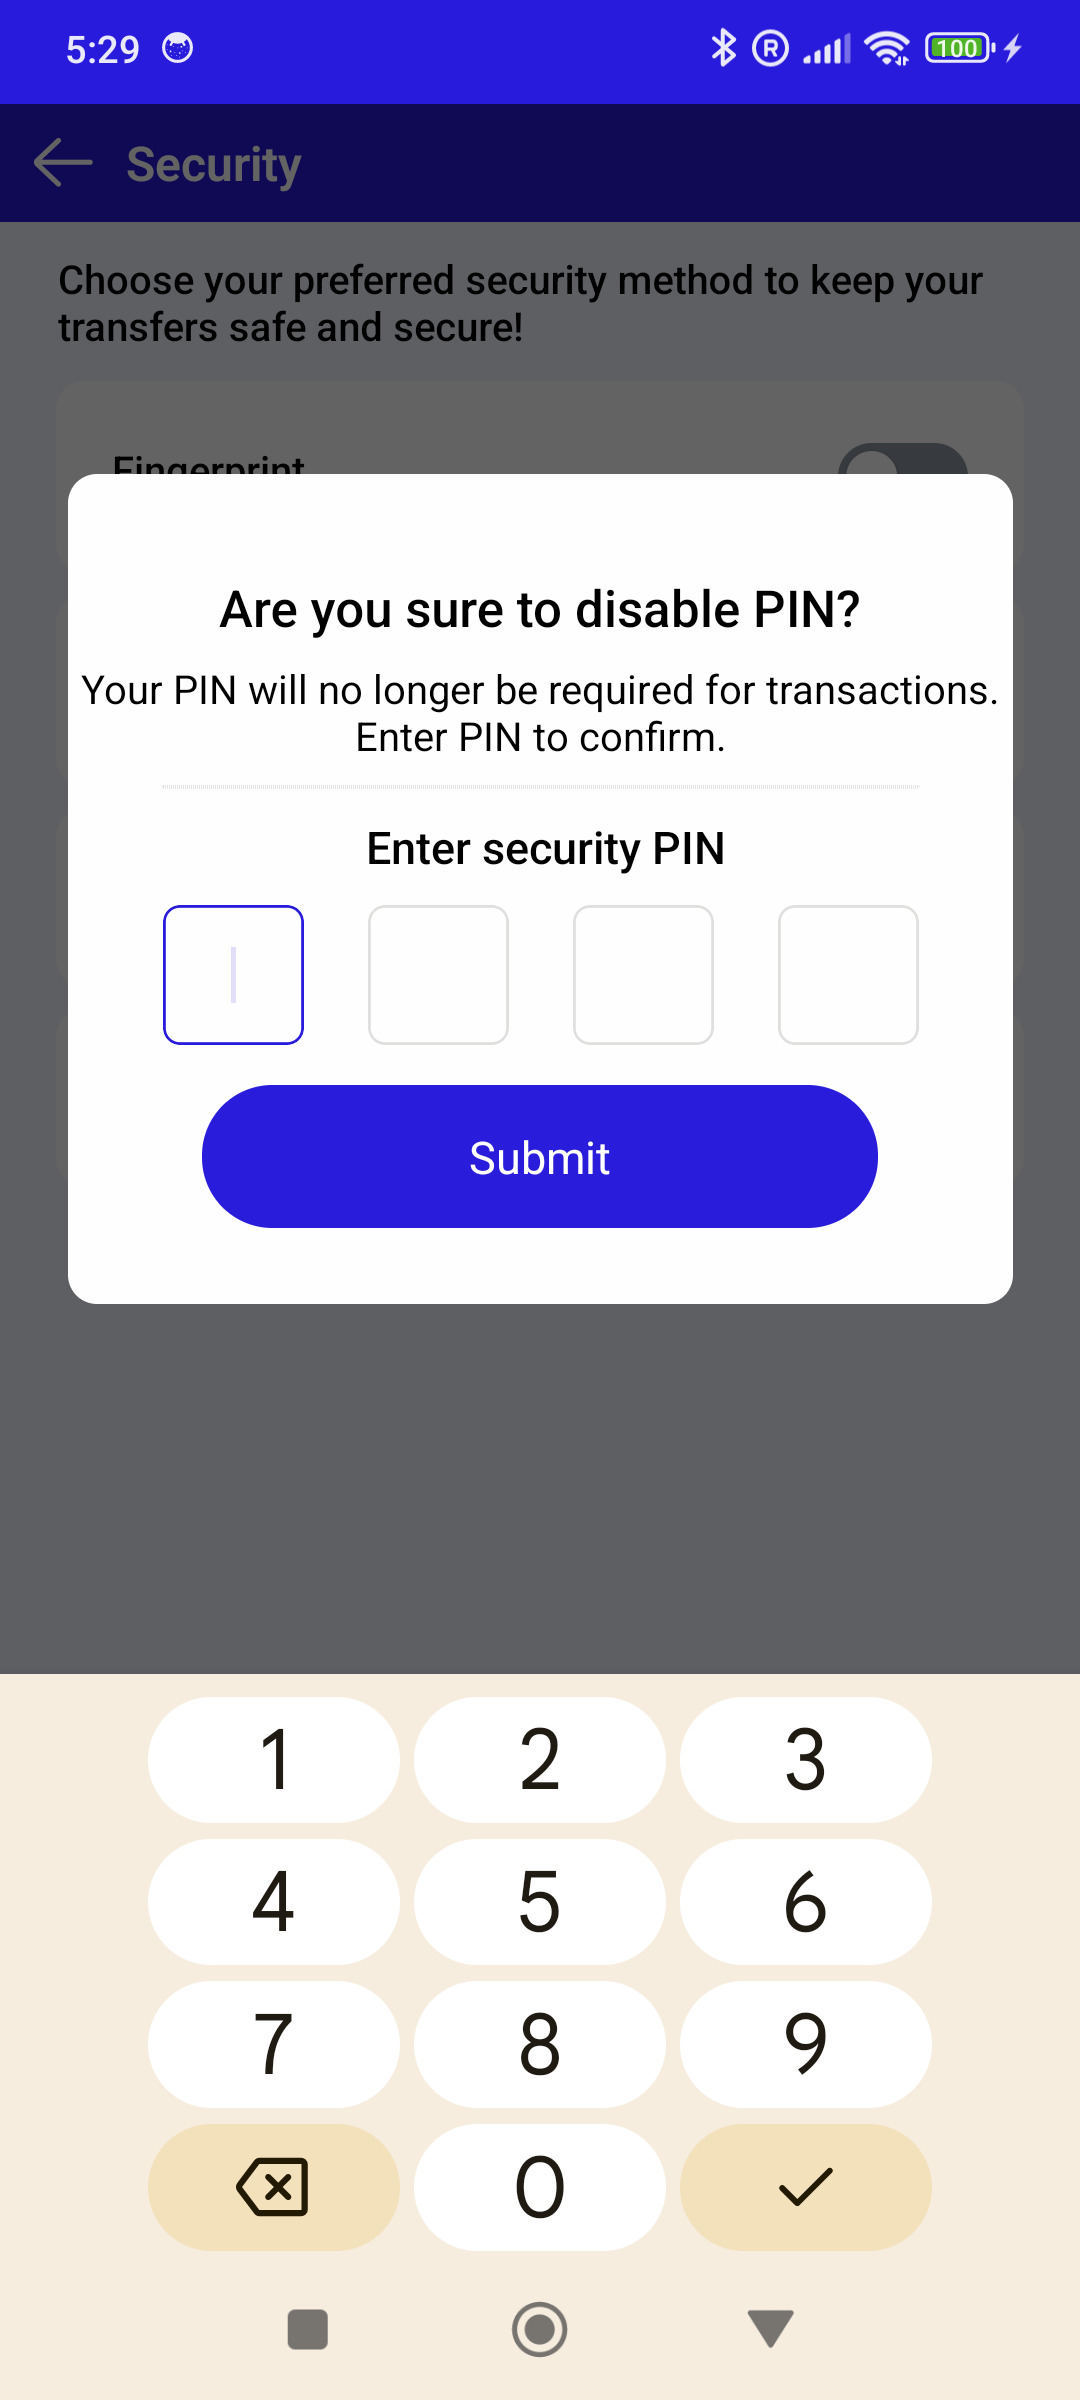 5:29
100
Security
Choose your preferred security method to keep your
transfers safe and secure!
Fingerprint
Are you sure to disable PIN?
Your PIN will no longer be required for transactions.
Enter PIN to confirm.
Enter security PIN
Submit
1 2 3
4 5 6
7 8 9
0